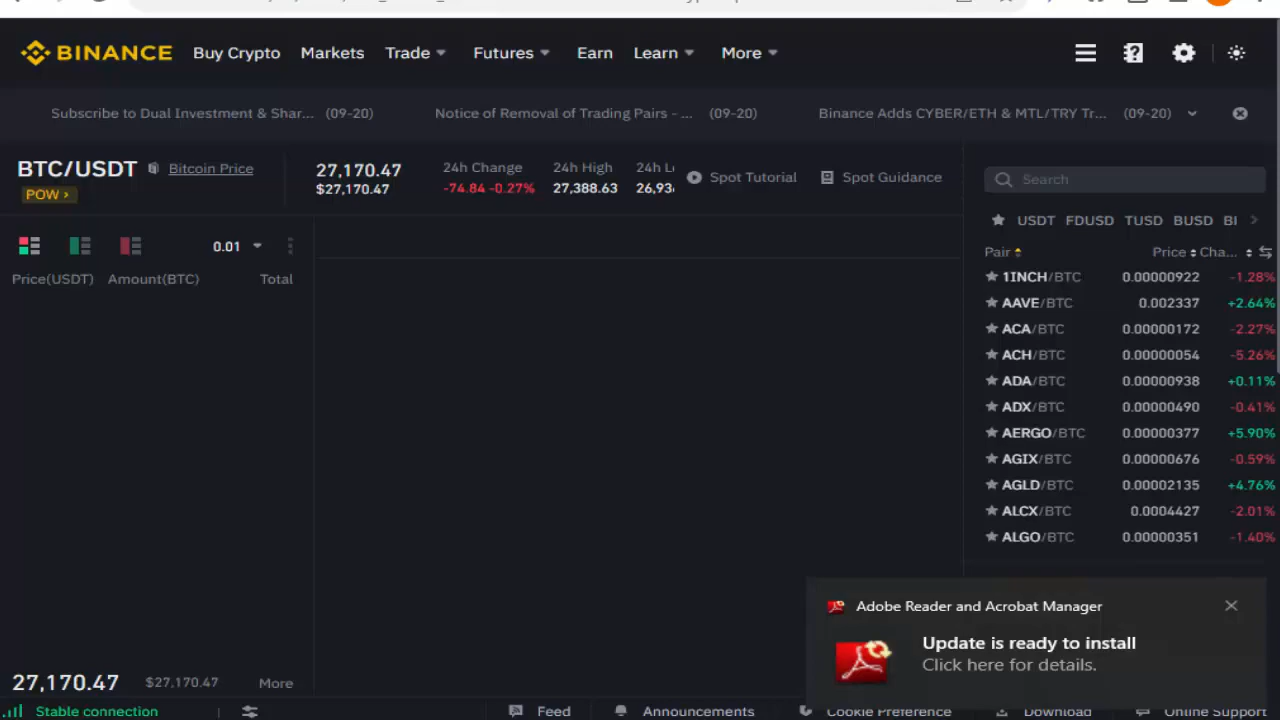 BINANCE Buy Crypto Markets Trade Futures Earn Learn More
Subscribe to Dual Investment & Shar... (09-20) Notice of Removal of Trading Pairs - ... (09-20) Binance Adds CYBER/ETH & MTL/TRY Tr... (09-20)
BTC/USDT Bitcoin Price
POW ›
27,170.47
$27,170.47
24h Change
-74.84 -0.27%
24h High
27,388.63
24h L
26,93
Spot Tutorial Spot Guidance
Search
USDT FDUSD TUSD BUSD BI
0.01
Price(USDT) Amount(BTC) Total
Pair Price Cha...
1INCH/BTC 0.00000922 -1.28%
AAVE/BTC 0.002337 +2.64%
ACA/BTC 0.00000172 -2.27%
ACH/BTC 0.00000054 -5.26%
ADA/BTC 0.00000938 +0.11%
ADX/BTC 0.00000490 -0.41%
AERGO/BTC 0.00000377 +5.90%
AGIX/BTC 0.00000676 -0.59%
AGLD/BTC 0.00002135 +4.76%
ALCX/BTC 0.0004427 -2.01%
ALGO/BTC 0.00000351 -1.40%
Adobe Reader and Acrobat Manager
Update is ready to install
Click here for details.
27,170.47 $27,170.47 More
Stable connection Feed Announcements Cookie Preference Download Online Support